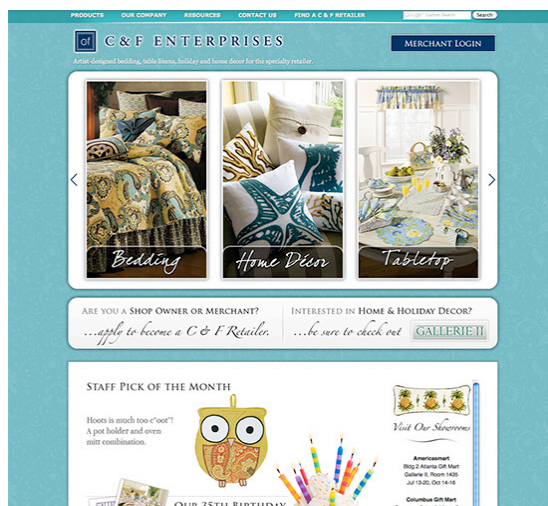 PRODUCTS OUR COMPANY RESOURCES CONTACT US FIND A C & F RETAILER Search
cf C & F ENTERPRISES MERCHANT LOGIN
Artist-designed bedding, table linens, holiday and home decor for the specialty retailer.
Bedding Home Décor Tabletop
ARE YOU A SHOP OWNER OR MERCHANT? INTERESTED IN HOME & HOLIDAY DECOR?
...apply to become a C & F Retailer. ...be sure to check out GALLERIE II
STAFF PICK OF THE MONTH
Hoots is much too c"oot"!
A pot holder and oven
mitt combination.
Visit Our Showrooms
Americasmart
Bldg 2 Atlanta Gift Mart
Gallerie II, Room 1435
Jul 13-20, Oct 14-16
Columbus Gift Mart
OUR 35TH BIRTHDAY